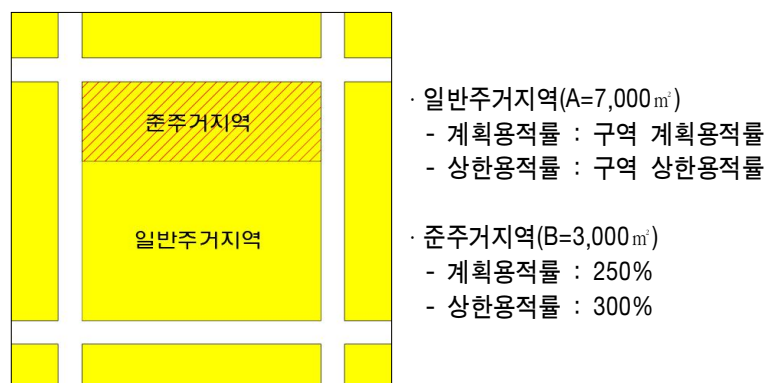 준주거지역
일반주거지역
· 일반주거지역(A=7,000㎡)
- 계획용적률 : 구역 계획용적률
- 상한용적률 : 구역 상한용적률
· 준주거지역(B=3,000㎡)
- 계획용적률 : 250%
- 상한용적률 : 300%